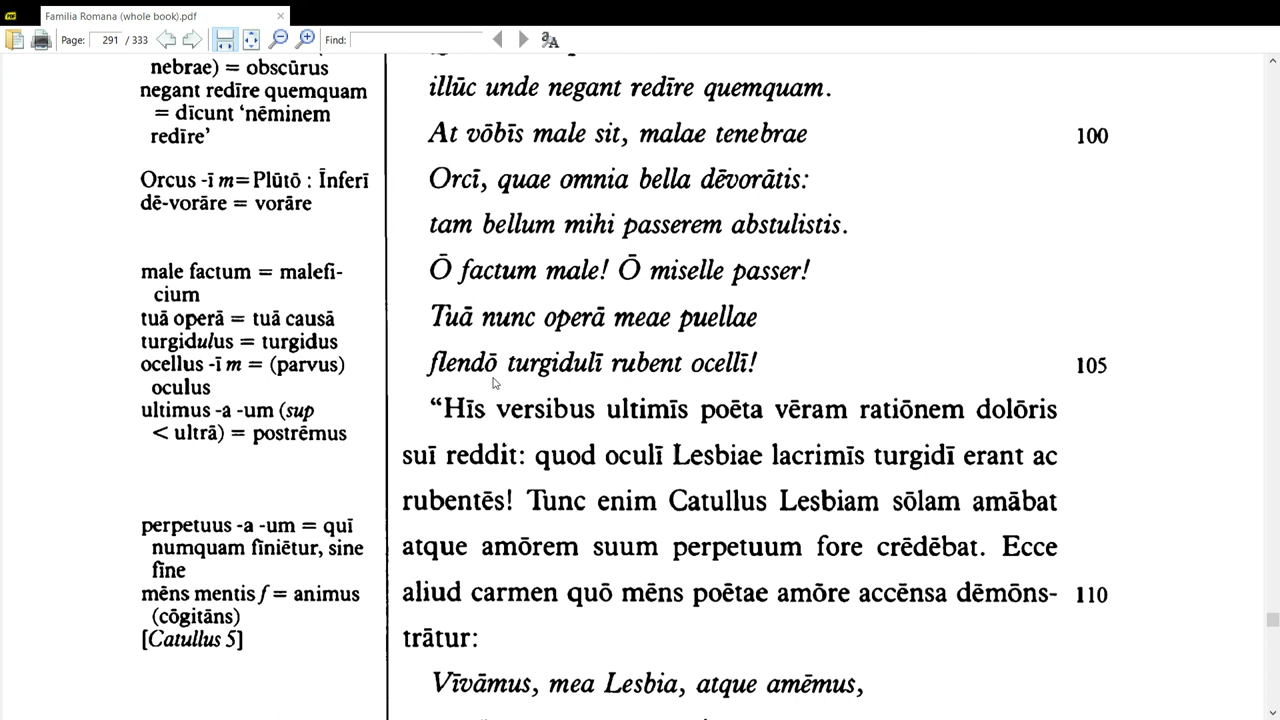 Familia Romana (whole book).pdf
Page: 291 / 333 Find:
nebrae) = obscūrus
negant redīre quemquam
= dīcunt ‘nēminem
redīre’
Orcus -ī m = Plūtō : Īnferī
dē-vorāre = vorāre
male factum = malefi-
cium
tuā operā = tuā causā
turgidulus = turgidus
ocellus -ī m = (parvus)
oculus
ultimus -a -um (sup
< ultrā) = postrēmus
perpetuus -a -um = quī
numquam fīniētur, sine
fīne
mēns mentis f = animus
(cōgitāns)
[Catullus 5]
illūc unde negant redīre quemquam.
At vōbīs male sit, malae tenebrae 100
Orcī, quae omnia bella dēvorātis:
tam bellum mihi passerem abstulistis.
Ō factum male! Ō miselle passer!
Tuā nunc operā meae puellae
flendō turgidulī rubent ocellī! 105
“Hīs versibus ultimīs poēta vēram ratiōnem dolōris
suī reddit: quod oculī Lesbiae lacrimīs turgidī erant ac
rubentēs! Tunc enim Catullus Lesbiam sōlam amābat
atque amōrem suum perpetuum fore crēdēbat. Ecce
aliud carmen quō mēns poētae amōre accēnsa dēmōns- 110
trātur:
Vīvāmus, mea Lesbia, atque amēmus,